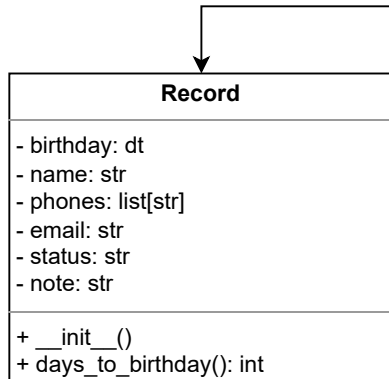 Record
- birthday: dt
- name: str
- phones: list[str]
- email: str
- status: str
- note: str
+ __init__()
+ days_to_birthday(): int